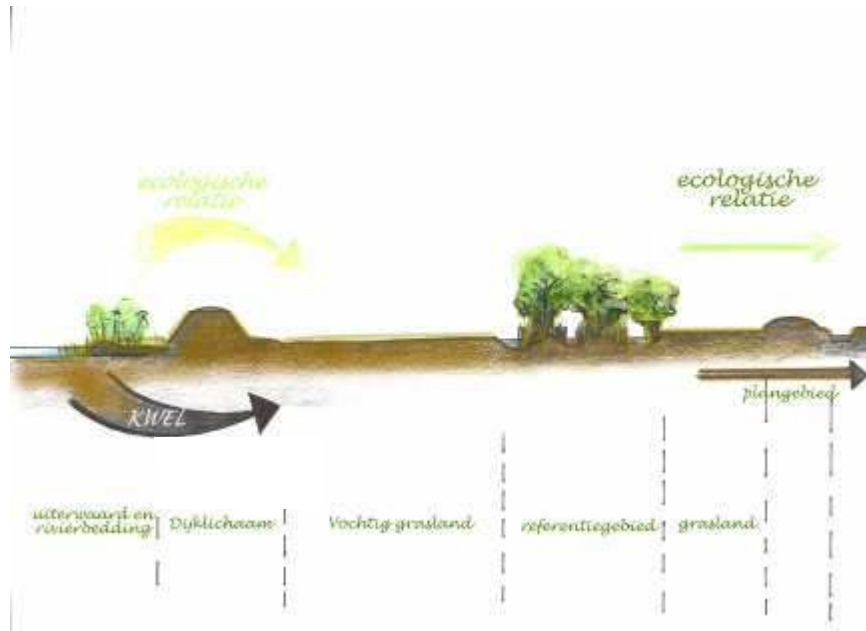 ecologische
relatie
ecologische
relatie
KWEL
plangebied
uiterwaard en
rivierbedding
Dijklichaam
Vochtig grasland
referentiegebied
grasland